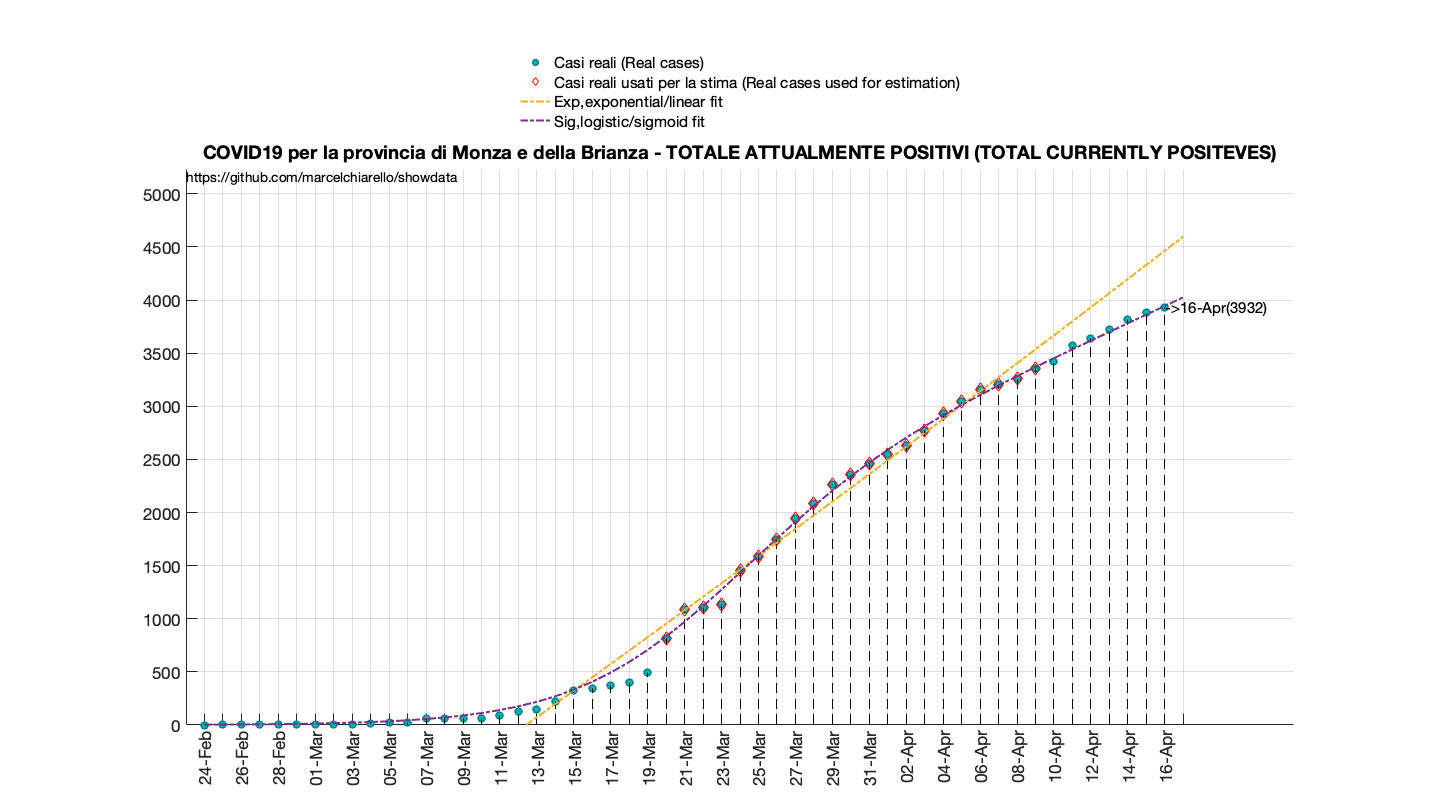 Casi reali (Real cases)
Casi reali usati per la stima (Real cases used for estimation)
Exp,exponential/linear fit
Sig,logistic/sigmoid fit
COVID19 per la provincia di Monza e della Brianza - TOTALE ATTUALMENTE POSITIVI (TOTAL CURRENTLY POSITEVES)
https://github.com/marcelchiarello/showdata
5000
4500
4000
3500
3000
2500
2000
1500
1000
500
0
->16-Apr(3932)
24-Feb
26-Feb
28-Feb
01-Mar
03-Mar
05-Mar
07-Mar
09-Mar
11-Mar
13-Mar
15-Mar
17-Mar
19-Mar
21-Mar
23-Mar
25-Mar
27-Mar
29-Mar
31-Mar
02-Apr
04-Apr
06-Apr
08-Apr
10-Apr
12-Apr
14-Apr
16-Apr